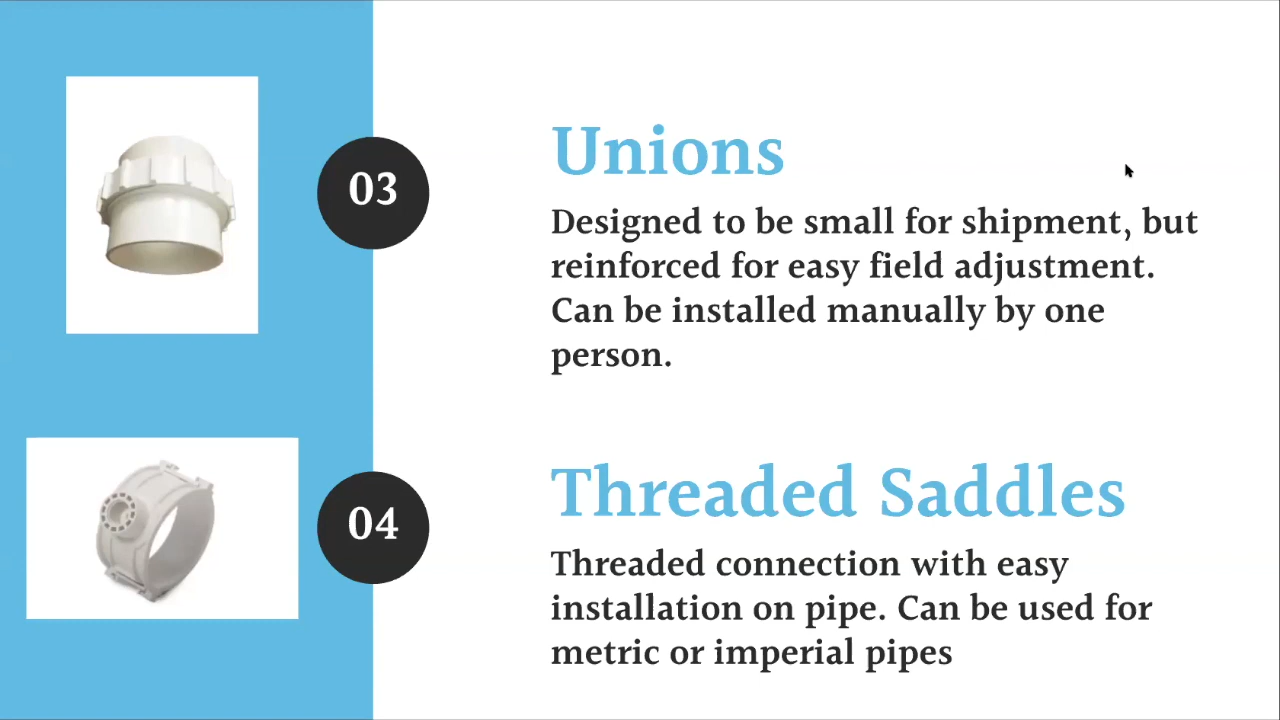 03
Unions
Designed to be small for shipment, but
reinforced for easy field adjustment.
Can be installed manually by one
person.
04
Threaded Saddles
Threaded connection with easy
installation on pipe. Can be used for
metric or imperial pipes